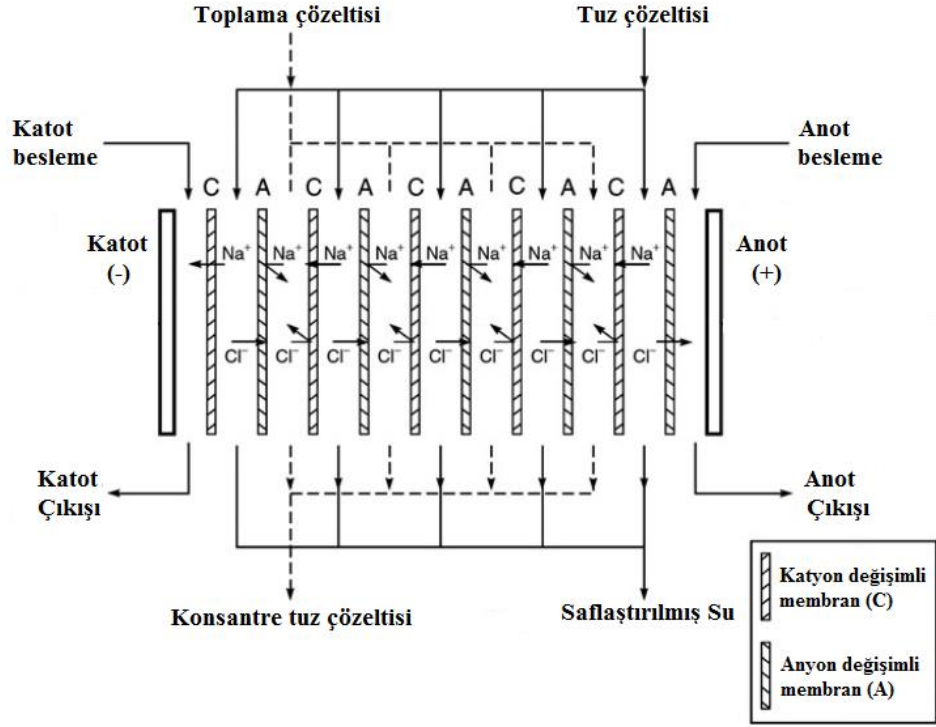 Toplama çözeltisi
Tuz çözeltisi
Katot
besleme
Anot
besleme
C A C A C A C A C A
Katot
(-)
Na⁺ Na⁺ Na⁺ Na⁺ Na⁺ Na⁺ Na⁺ Na⁺ Na⁺
Anot
(+)
Cl⁻ Cl⁻ Cl⁻ Cl⁻ Cl⁻ Cl⁻ Cl⁻ Cl⁻ Cl⁻
Katot
Çıkışı
Anot
Çıkışı
Konsantre tuz çözeltisi
Saflaştırılmış Su
Katyon değişimli
membran (C)
Anyon değişimli
membran (A)